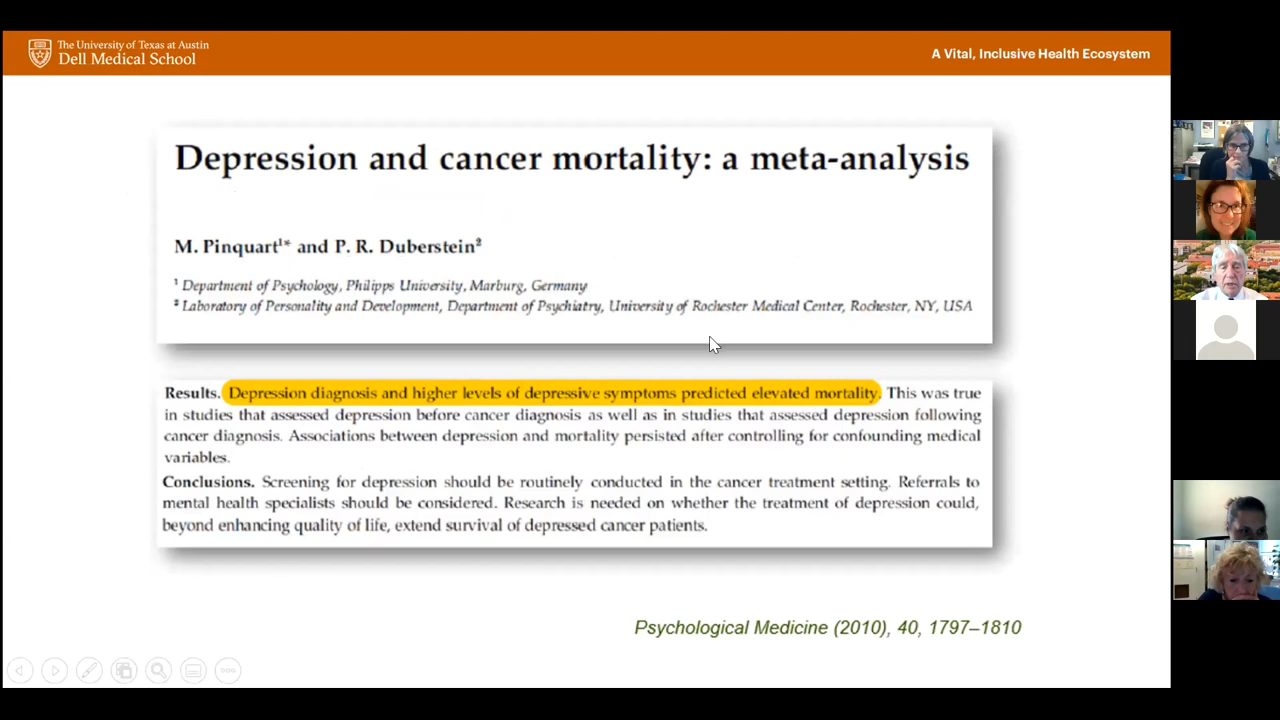 The University of Texas at Austin
Dell Medical School
A Vital, Inclusive Health Ecosystem
Depression and cancer mortality: a meta-analysis
M. Pinquart¹* and P. R. Duberstein²
¹ Department of Psychology, Philipps University, Marburg, Germany
² Laboratory of Personality and Development, Department of Psychiatry, University of Rochester Medical Center, Rochester, NY, USA
Results. Depression diagnosis and higher levels of depressive symptoms predicted elevated mortality. This was true
in studies that assessed depression before cancer diagnosis as well as in studies that assessed depression following
cancer diagnosis. Associations between depression and mortality persisted after controlling for confounding medical
variables.
Conclusions. Screening for depression should be routinely conducted in the cancer treatment setting. Referrals to
mental health specialists should be considered. Research is needed on whether the treatment of depression could,
beyond enhancing quality of life, extend survival of depressed cancer patients.
Psychological Medicine (2010), 40, 1797–1810